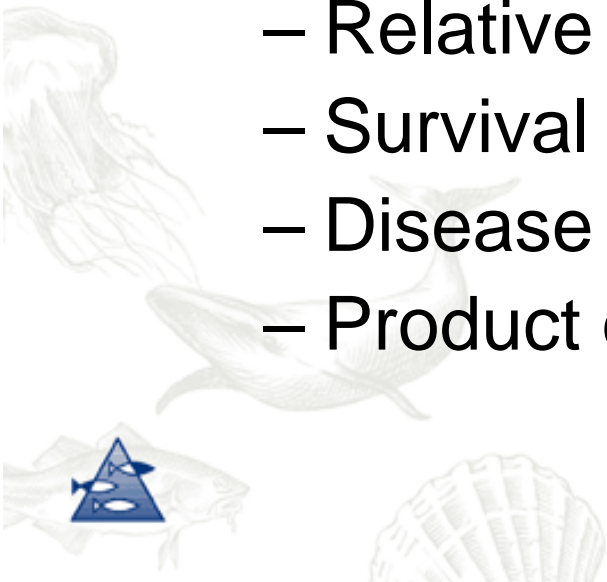 – Relative
– Survival
– Disease
– Product